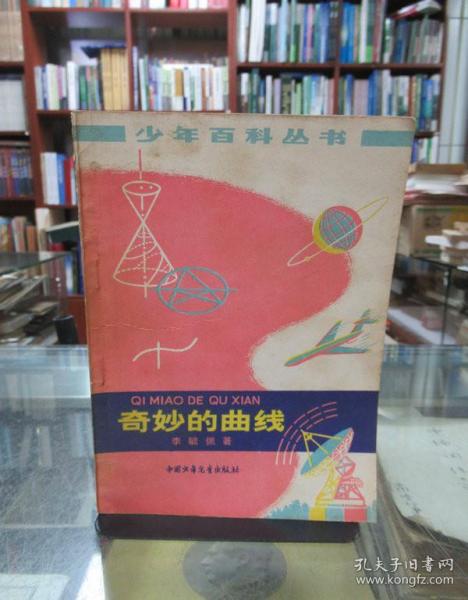 少年百科丛书
QI MIAO DE QU XIAN
奇妙的曲线
李毓佩著
中国少年儿童出版社
孔夫子旧书网
www.kongfz.com